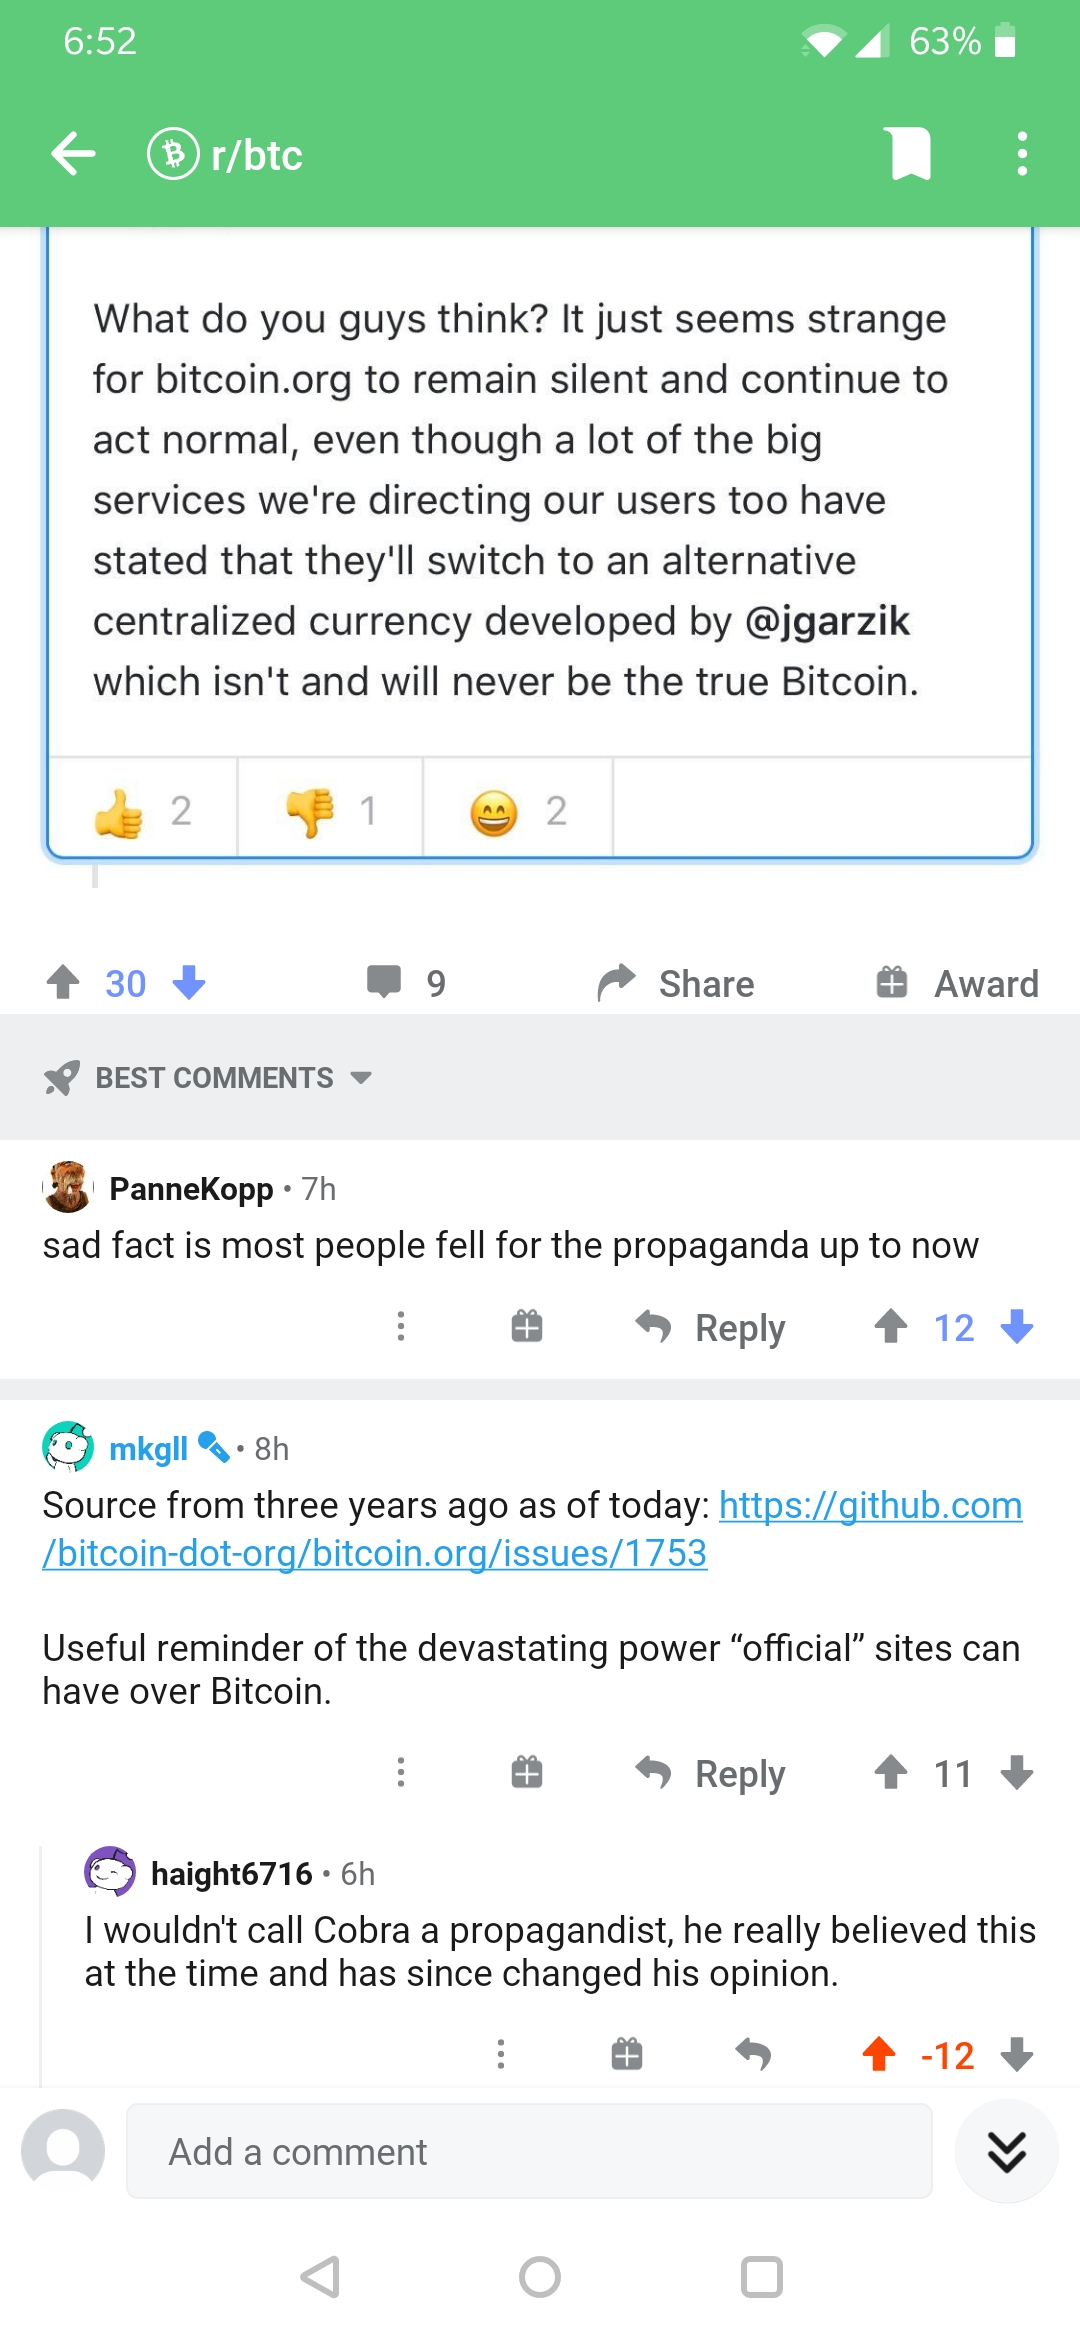 6:52
63%
r/btc
What do you guys think? It just seems strange
for bitcoin.org to remain silent and continue to
act normal, even though a lot of the big
services we're directing our users too have
stated that they'll switch to an alternative
centralized currency developed by @jgarzik
which isn't and will never be the true Bitcoin.
👍 2 👎 1 😄 2
30 9 Share Award
BEST COMMENTS
PanneKopp • 7h
sad fact is most people fell for the propaganda up to now
Reply 12
mkgll • 8h
Source from three years ago as of today: https://github.com
/bitcoin-dot-org/bitcoin.org/issues/1753
Useful reminder of the devastating power “official” sites can
have over Bitcoin.
Reply 11
haight6716 • 6h
I wouldn't call Cobra a propagandist, he really believed this
at the time and has since changed his opinion.
-12
Add a comment